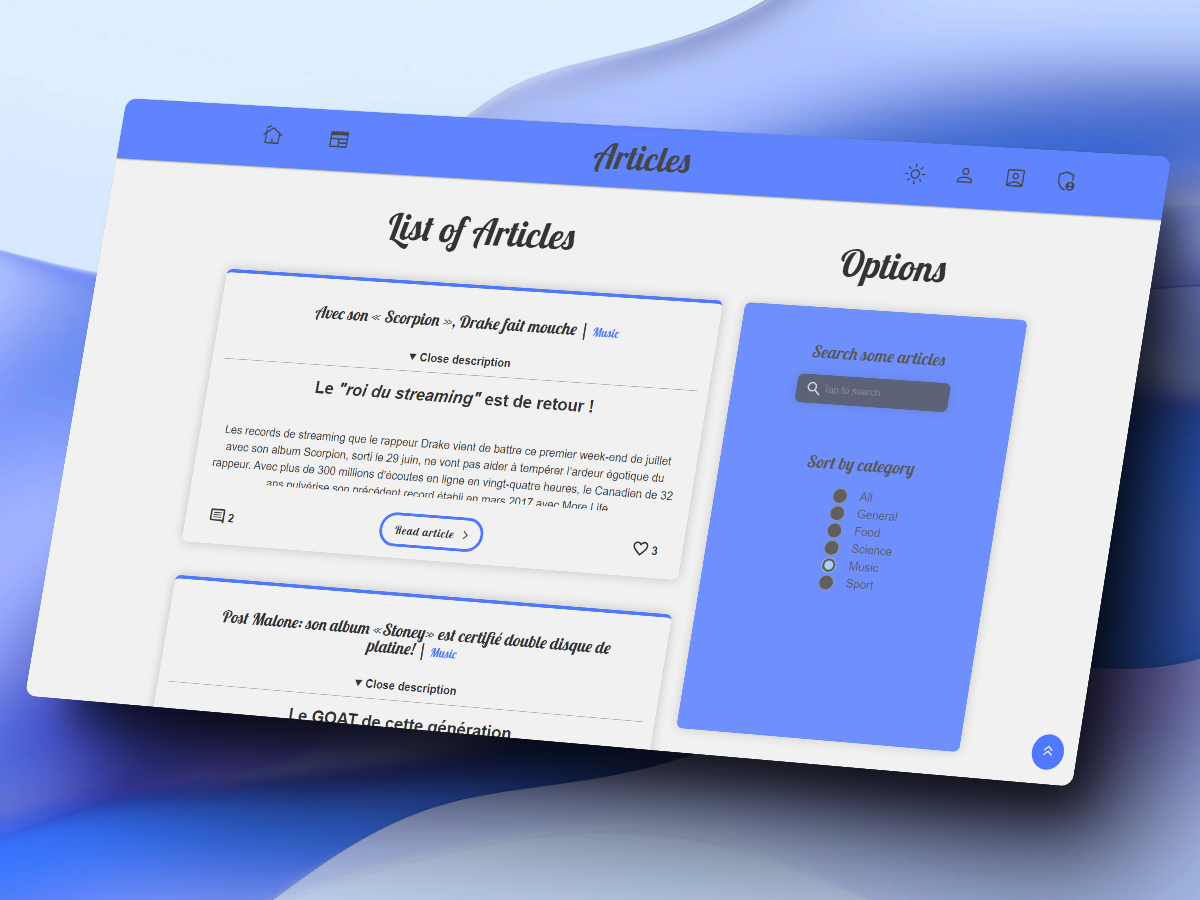 Articles
List of Articles
Avec son « Scorpion », Drake fait mouche | Music
▼ Close description
Le "roi du streaming" est de retour !
Les records de streaming que le rappeur Drake vient de battre ce premier week-end de juillet
avec son album Scorpion, sorti le 29 juin, ne vont pas aider à tempérer l'ardeur égotique du
rappeur. Avec plus de 300 millions d'écoutes en ligne en vingt-quatre heures, le Canadien de 32
ans pulvérise son précédent record établi en mars 2017 avec More Life
2
Read article >
3
Post Malone: son album «Stoney» est certifié double disque de
platine! | Music
▼ Close description
Le GOAT de cette génération
Options
Search some articles
Tap to search
Sort by category
All
General
Food
Science
Music
Sport